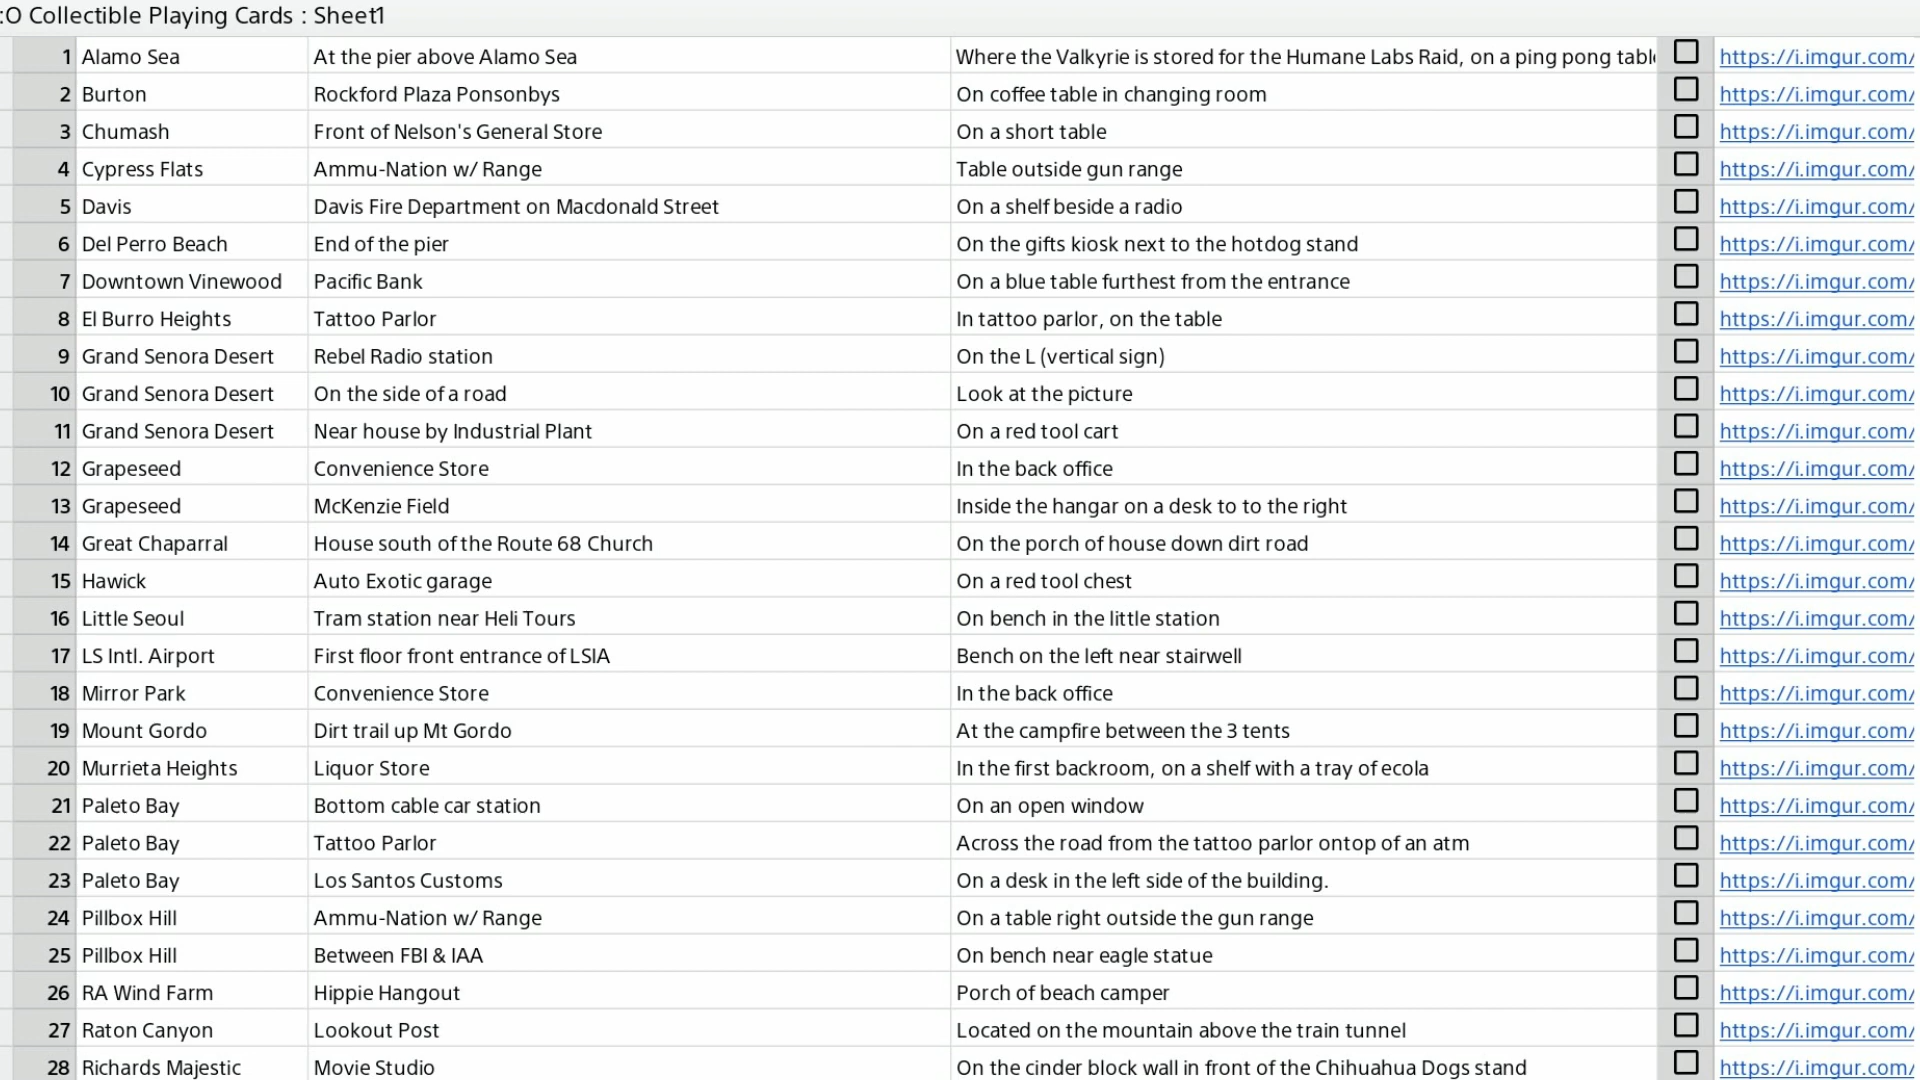 :O Collectible Playing Cards : Sheet1
1 Alamo Sea At the pier above Alamo Sea Where the Valkyrie is stored for the Humane Labs Raid, on a ping pong table https://i.imgur.com/
2 Burton Rockford Plaza Ponsonbys On coffee table in changing room https://i.imgur.com/
3 Chumash Front of Nelson's General Store On a short table https://i.imgur.com/
4 Cypress Flats Ammu-Nation w/ Range Table outside gun range https://i.imgur.com/
5 Davis Davis Fire Department on Macdonald Street On a shelf beside a radio https://i.imgur.com/
6 Del Perro Beach End of the pier On the gifts kiosk next to the hotdog stand https://i.imgur.com/
7 Downtown Vinewood Pacific Bank On a blue table furthest from the entrance https://i.imgur.com/
8 El Burro Heights Tattoo Parlor In tattoo parlor, on the table https://i.imgur.com/
9 Grand Senora Desert Rebel Radio station On the L (vertical sign) https://i.imgur.com/
10 Grand Senora Desert On the side of a road Look at the picture https://i.imgur.com/
11 Grand Senora Desert Near house by Industrial Plant On a red tool cart https://i.imgur.com/
12 Grapeseed Convenience Store In the back office https://i.imgur.com/
13 Grapeseed McKenzie Field Inside the hangar on a desk to to the right https://i.imgur.com/
14 Great Chaparral House south of the Route 68 Church On the porch of house down dirt road https://i.imgur.com/
15 Hawick Auto Exotic garage On a red tool chest https://i.imgur.com/
16 Little Seoul Tram station near Heli Tours On bench in the little station https://i.imgur.com/
17 LS Intl. Airport First floor front entrance of LSIA Bench on the left near stairwell https://i.imgur.com/
18 Mirror Park Convenience Store In the back office https://i.imgur.com/
19 Mount Gordo Dirt trail up Mt Gordo At the campfire between the 3 tents https://i.imgur.com/
20 Murrieta Heights Liquor Store In the first backroom, on a shelf with a tray of ecola https://i.imgur.com/
21 Paleto Bay Bottom cable car station On an open window https://i.imgur.com/
22 Paleto Bay Tattoo Parlor Across the road from the tattoo parlor ontop of an atm https://i.imgur.com/
23 Paleto Bay Los Santos Customs On a desk in the left side of the building. https://i.imgur.com/
24 Pillbox Hill Ammu-Nation w/ Range On a table right outside the gun range https://i.imgur.com/
25 Pillbox Hill Between FBI & IAA On bench near eagle statue https://i.imgur.com/
26 RA Wind Farm Hippie Hangout Porch of beach camper https://i.imgur.com/
27 Raton Canyon Lookout Post Located on the mountain above the train tunnel https://i.imgur.com/
28 Richards Majestic Movie Studio On the cinder block wall in front of the Chihuahua Dogs stand https://i.imgur.com/